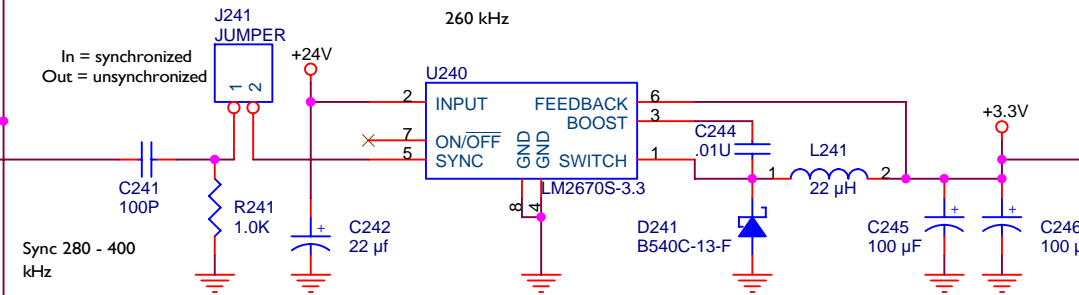 260 kHz
J241
JUMPER
In = synchronized
Out = unsynchronized
1
2
+24V
U240
2
INPUT
FEEDBACK
6
BOOST
3
7
ON/OFF
5
SYNC
GND
GND
SWITCH
1
LM2670S-3.3
8
4
C244
.01U
L241
1
2
22 µH
+3.3V
C241
100P
R241
1.0K
C242
22 µf
D241
B540C-13-F
C245
100 µF
C246
100 µ
Sync 280 - 400
kHz
+
+
+